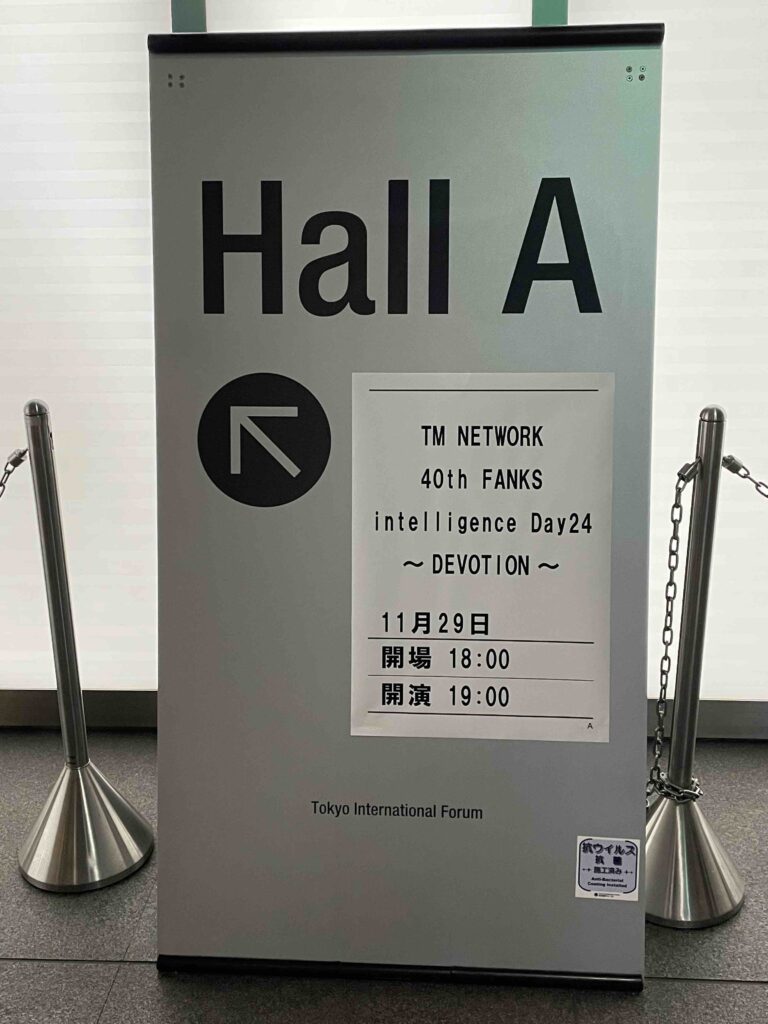 Hall A
TM NETWORK
40th FANKS
intelligence Day24
～DEVOTION～
11月29日
開場 18:00
開演 19:00
A
Tokyo International Forum
抗ウイルス
抗菌
施工済み
Anti-Bacterial
Coating Installed